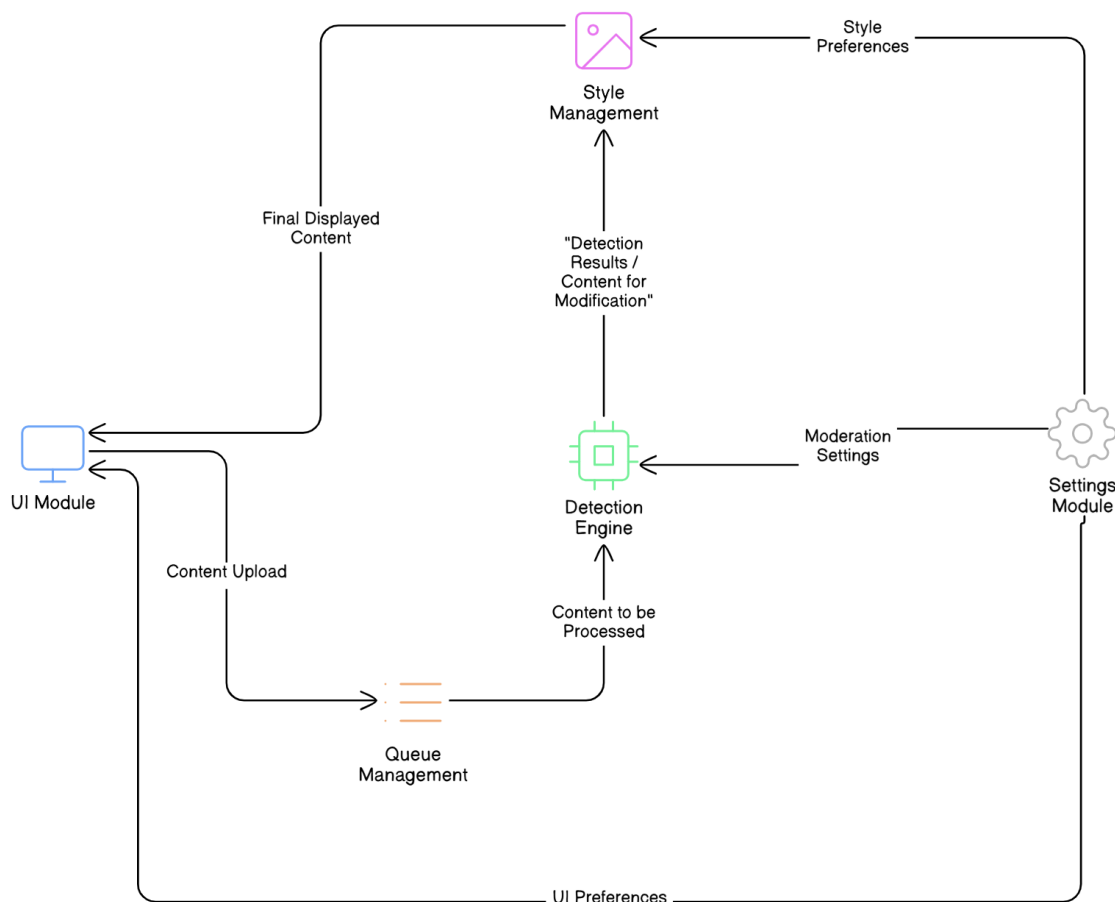 Style
Preferences
Style
Management
Final Displayed
Content
"Detection
Results /
Content for
Modification"
Moderation
Settings
UI Module
Settings
Module
Detection
Engine
Content Upload
Content to be
Processed
Queue
Management
UI Preferences